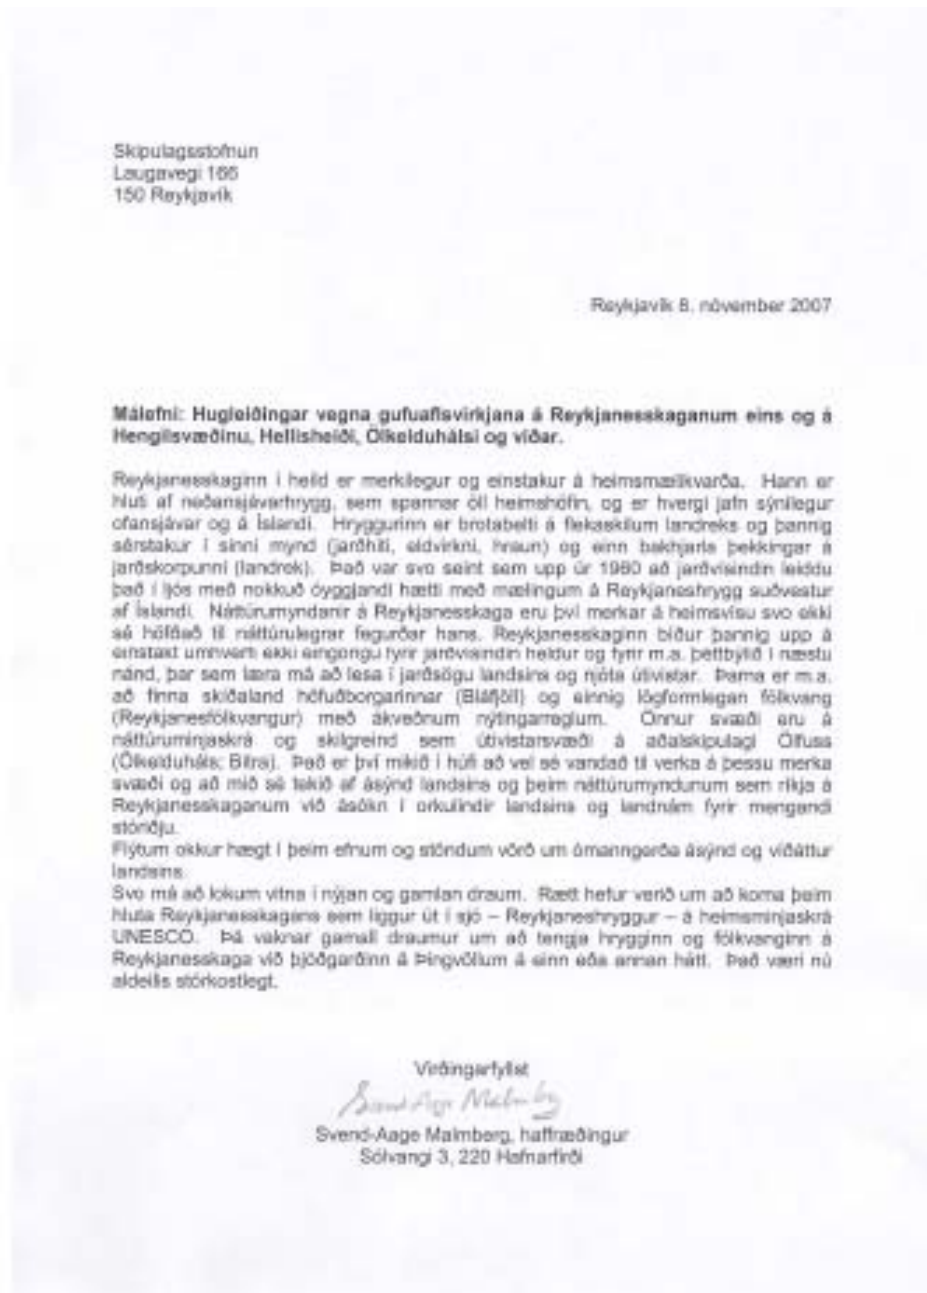 Skipulagsstofnun
Laugavegi 166
150 Reykjavík
Reykjavík 8. nóvember 2007
Málefni: Hugleiðingar vegna gufuaflsvirkjana á Reykjanesskaganum eins og á
Hengilsvæðinu, Hellisheiði, Ölkelduhálsi og víðar.
Reykjanesskaginn í heild er merkilegur og einstakur á heimsmælikvarða. Hann er
hluti af neðansjávarhrygg, sem spannar öll heimshöfin, og er hvergi jafn sýnilegur
ofansjávar og á Íslandi. Hryggurinn er brotabelti á flekaskilum landreks og þannig
sérstakur í sinni mynd (jarðhiti, eldvirkni, hraun) og einn bakhjarla þekkingar á
jarðskorpunni (landrek). Það var svo seint sem upp úr 1960 að jarðvísindin leiddu
það í ljós með nokkuð óyggjandi hætti með mælingum á Reykjaneshrygg suðvestur
af Íslandi. Náttúrumyndanir á Reykjanesskaga eru því merkar á heimsvísu svo ekki
sé höfðað til náttúrulegrar fegurðar hans. Reykjanesskaginn bíður þannig upp á
einstakt umhverfi ekki eingongu fyrir jarðvísindin heldur og fyrir m.a. þéttbýlið í næstu
nánd, þar sem læra má að lesa í jarðsögu landsins og njóta útivistar. Þarna er m.a.
að finna skíðaland höfuðborgarinnar (Bláfjöll) og einnig lögformlegan fólkvang
(Reykjanesfólkvangur) með ákveðnum nýtingarreglum. Önnur svæði eru á
náttúruminjaskrá og skilgreind sem útivistarsvæði á aðalskipulagi Ölfuss
(Ölkelduháls; Bitra). Það er því mikið í húfi að vel sé vandað til verka á þessu merka
svæði og að mið sé tekið af ásýnd landsins og þeim náttúrumyndunum sem ríkja á
Reykjanesskaganum við ásókn í orkulindir landsins og landnám fyrir mengandi
stóriðju.
Flýtum okkur hægt í þeim efnum og stöndum vörð um ómanngerða ásýnd og víðáttur
landsins.
Svo má að lokum vitna í nýjan og gamlan draum. Rætt hefur verið um að koma þeim
hluta Reykjanesskagans sem liggur út í sjó – Reykjaneshryggur – á heimsminjaskrá
UNESCO. Þá vaknar gamall draumur um að tengja hrygginn og fólkvanginn á
Reykjanesskaga við þjóðgarðinn á Þingvöllum á einn eða annan hátt. Það væri nú
aldeilis stórkostlegt.
Virðingarfyllst
Svend-Aage Malmberg
Svend-Aage Malmberg, haffræðingur
Sólvangi 3, 220 Hafnarfirði